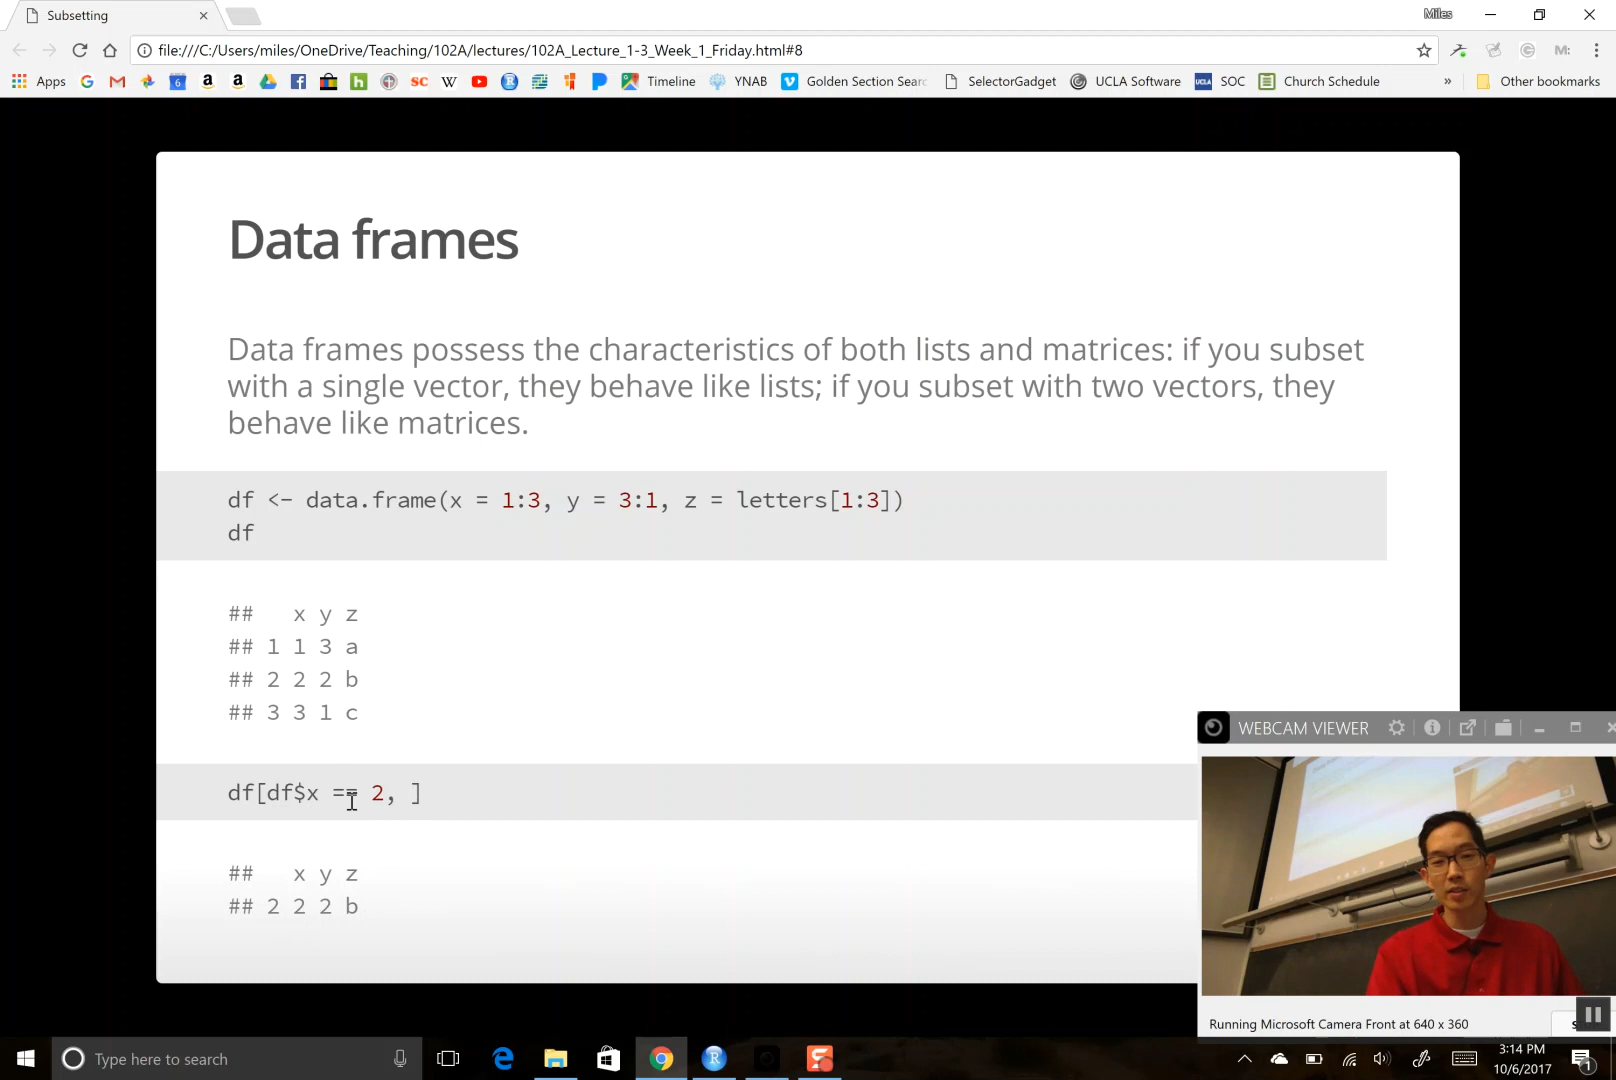 Subsetting
Miles
file:///C:/Users/miles/OneDrive/Teaching/102A/lectures/102A_Lecture_1-3_Week_1_Friday.html#8
Apps
Timeline
YNAB
Golden Section Searc
SelectorGadget
UCLA Software
SOC
Church Schedule
»
Other bookmarks
Data frames
Data frames possess the characteristics of both lists and matrices: if you subset
with a single vector, they behave like lists; if you subset with two vectors, they
behave like matrices.
df <- data.frame(x = 1:3, y = 3:1, z = letters[1:3])
df
##   x y z
## 1 1 3 a
## 2 2 2 b
## 3 3 1 c
df[df$x == 2, ]
##   x y z
## 2 2 2 b
WEBCAM VIEWER
Running Microsoft Camera Front at 640 x 360
Type here to search
3:14 PM
10/6/2017